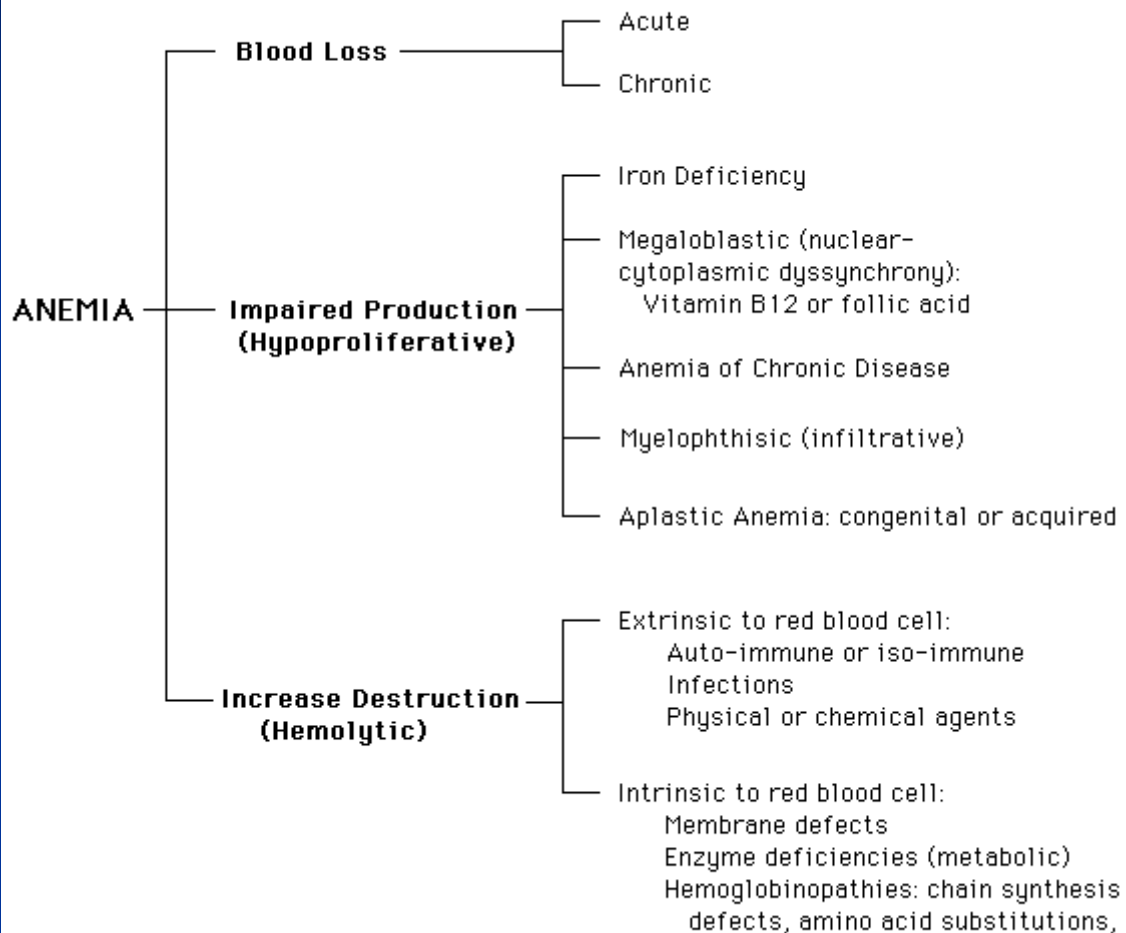 Blood Loss
Acute
Chronic
ANEMIA
Impaired Production
(Hypoproliferative)
Iron Deficiency
Megaloblastic (nuclear-
cytoplasmic dyssynchrony):
Vitamin B12 or follic acid
Anemia of Chronic Disease
Myelophthisic (infiltrative)
Aplastic Anemia: congenital or acquired
Increase Destruction
(Hemolytic)
Extrinsic to red blood cell:
Auto-immune or iso-immune
Infections
Physical or chemical agents
Intrinsic to red blood cell:
Membrane defects
Enzyme deficiencies (metabolic)
Hemoglobinopathies: chain synthesis
defects, amino acid substitutions,